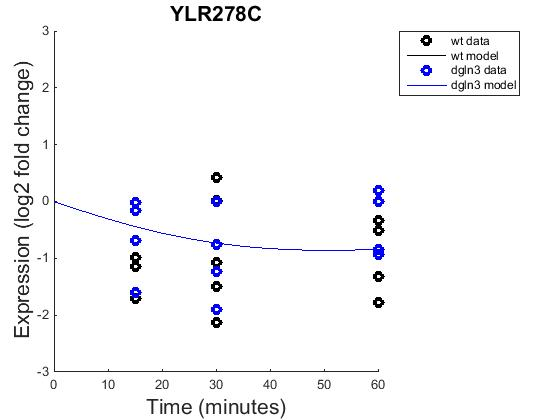 YLR278C
3
2
1
0
-1
-2
-3
Expression (log2 fold change)
0 10 20 30 40 50 60
Time (minutes)
wt data
wt model
dgln3 data
dgln3 model